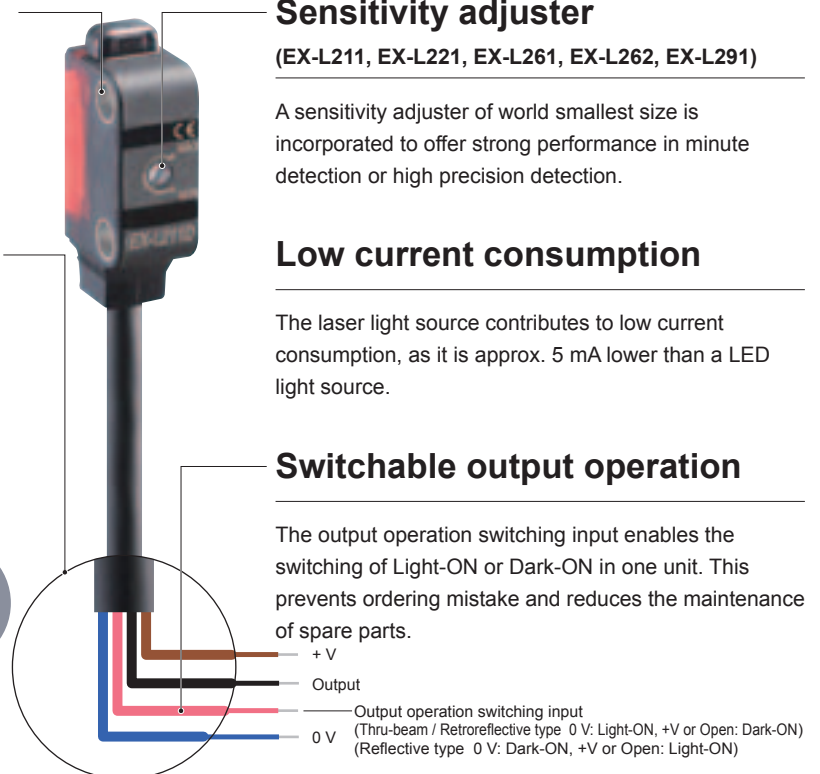 Sensitivity adjuster
(EX-L211, EX-L221, EX-L261, EX-L262, EX-L291)
A sensitivity adjuster of world smallest size is
incorporated to offer strong performance in minute
detection or high precision detection.
Low current consumption
The laser light source contributes to low current
consumption, as it is approx. 5 mA lower than a LED
light source.
Switchable output operation
The output operation switching input enables the
switching of Light-ON or Dark-ON in one unit. This
prevents ordering mistake and reduces the maintenance
of spare parts.
+ V
Output
Output operation switching input
(Thru-beam / Retroreflective type 0 V: Light-ON, +V or Open: Dark-ON)
0 V
(Reflective type 0 V: Dark-ON, +V or Open: Light-ON)
CE